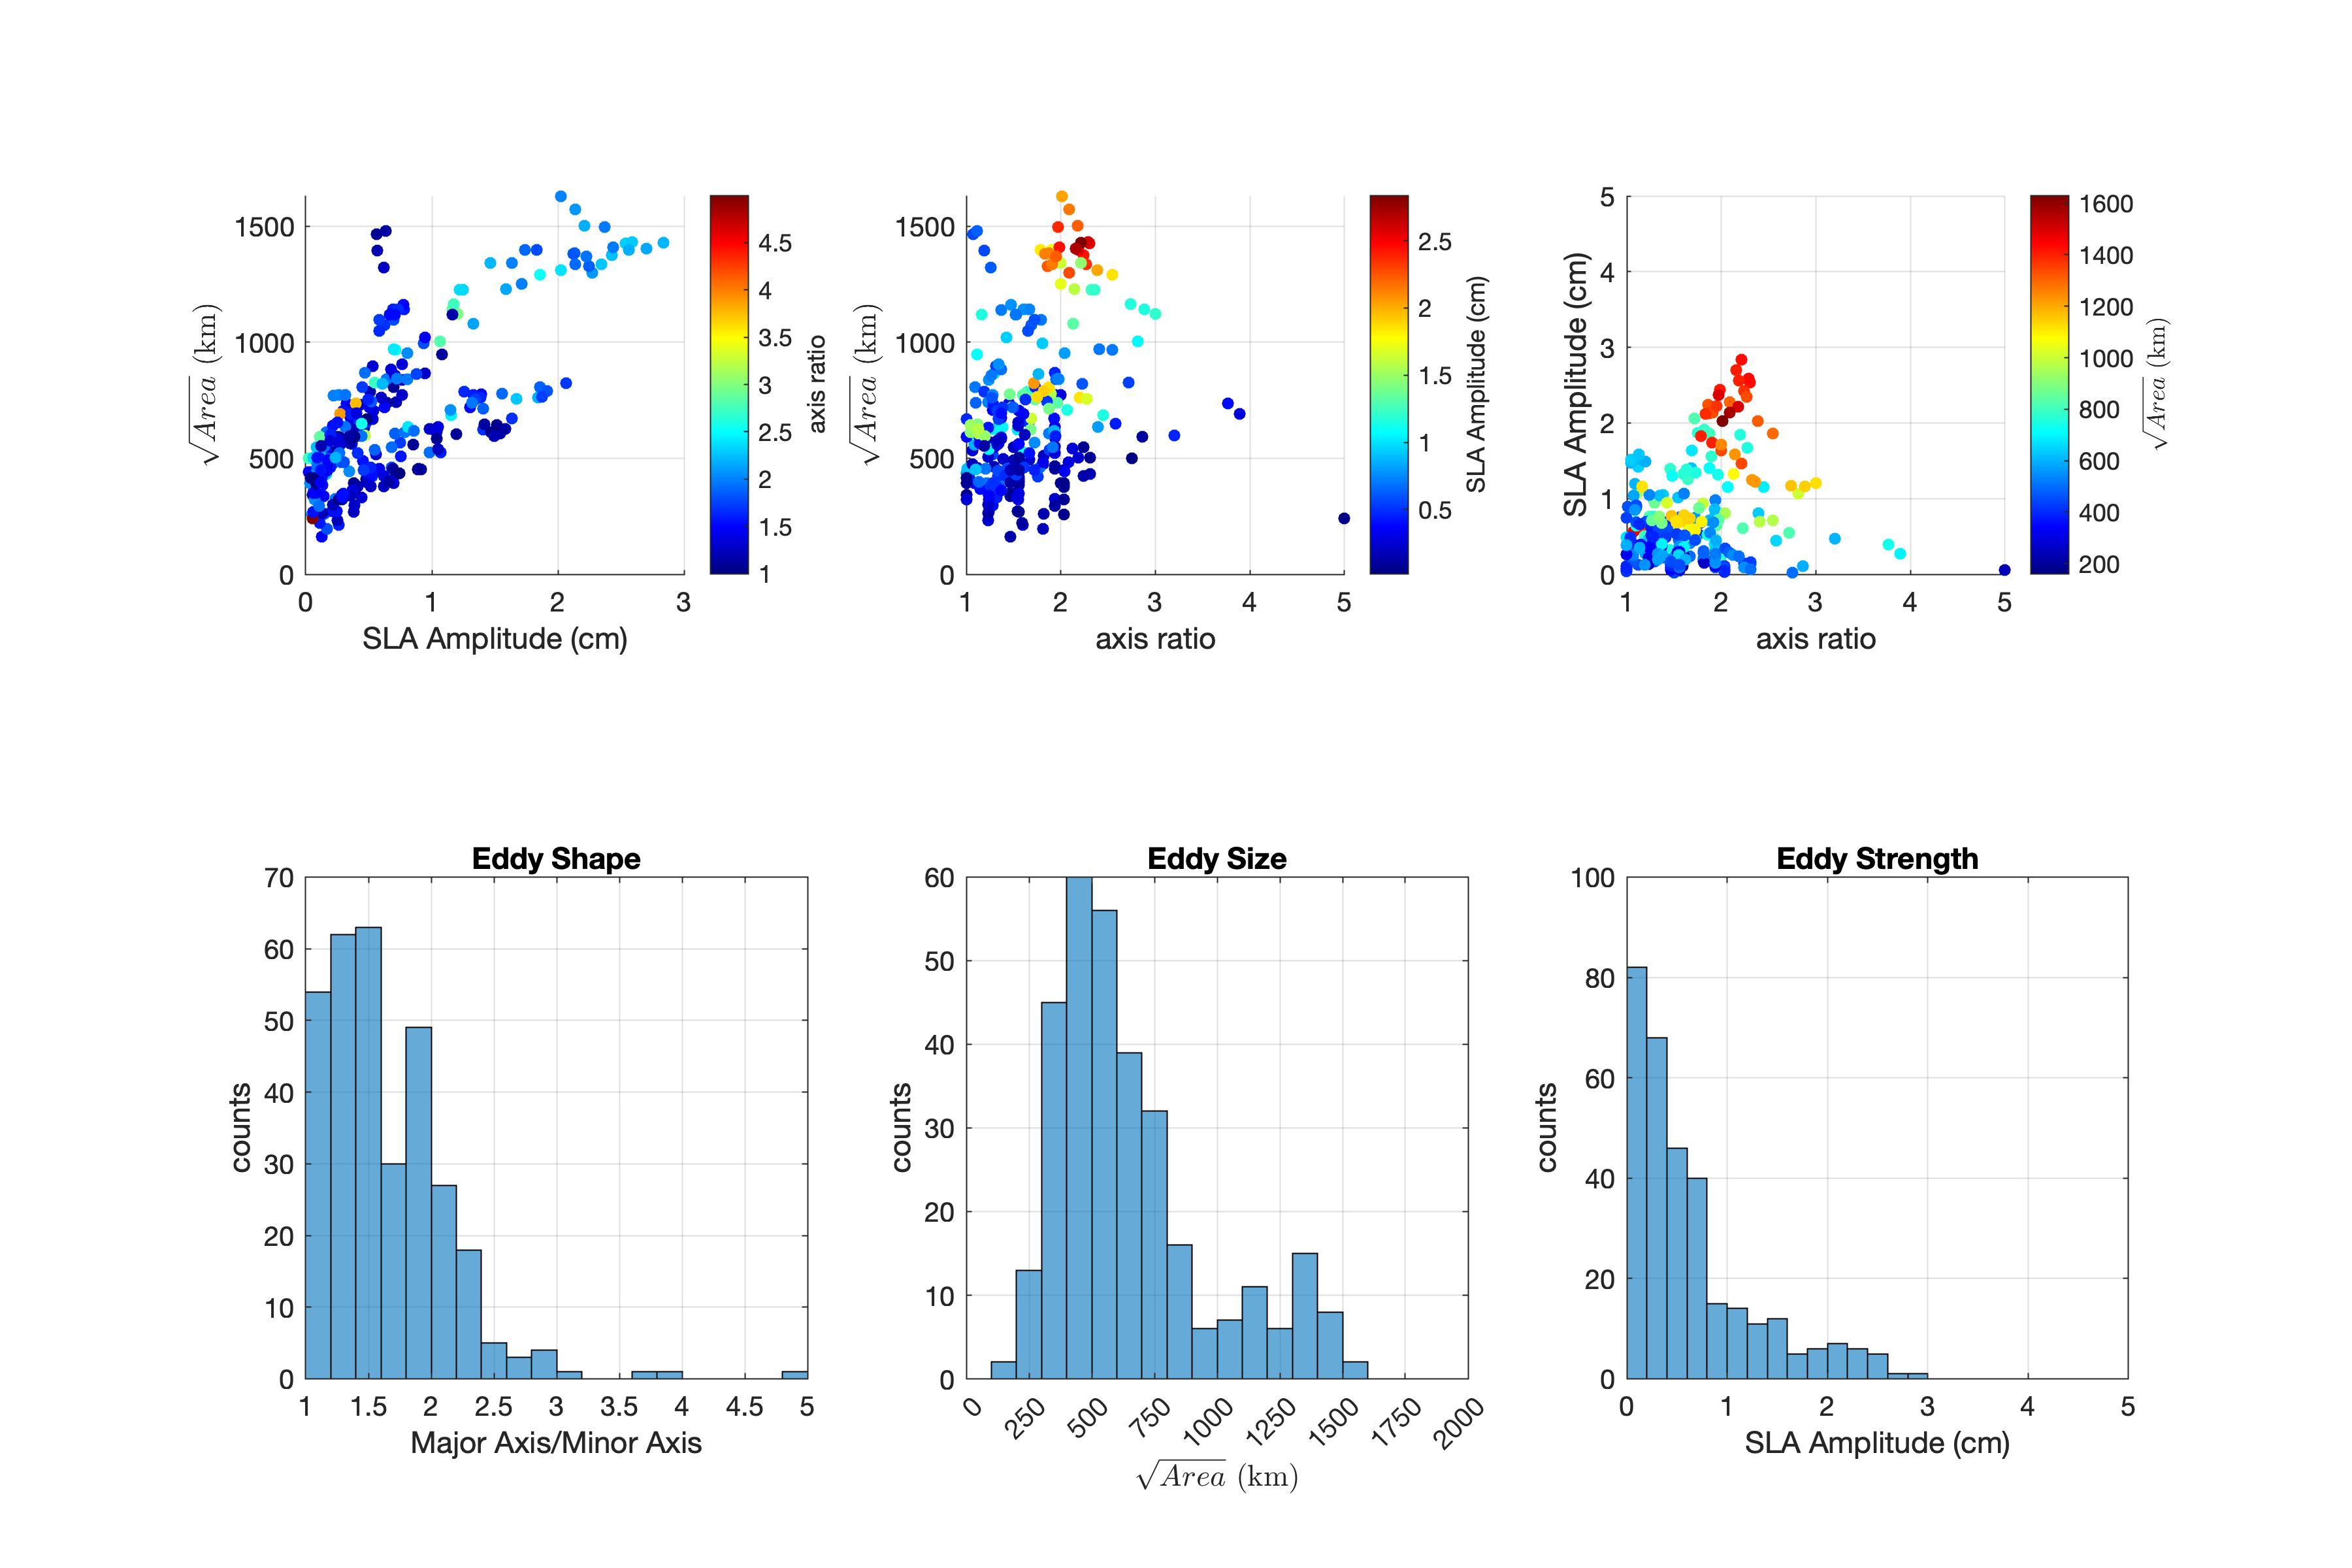 √Area (km)
1500
1000
500
0
0 1 2 3
SLA Amplitude (cm)
4.5
4
3.5
3
2.5
2
1.5
1
axis ratio
√Area (km)
1500
1000
500
0
1 2 3 4 5
axis ratio
2.5
2
1.5
1
0.5
SLA Amplitude (cm)
SLA Amplitude (cm)
5
4
3
2
1
0
1 2 3 4 5
axis ratio
1600
1400
1200
1000
800
600
400
200
√Area (km)
Eddy Shape
counts
70
60
50
40
30
20
10
0
1 1.5 2 2.5 3 3.5 4 4.5 5
Major Axis/Minor Axis
Eddy Size
counts
60
50
40
30
20
10
0
0 250 500 750 1000 1250 1500 1750 2000
√Area (km)
Eddy Strength
counts
100
80
60
40
20
0
0 1 2 3 4 5
SLA Amplitude (cm)